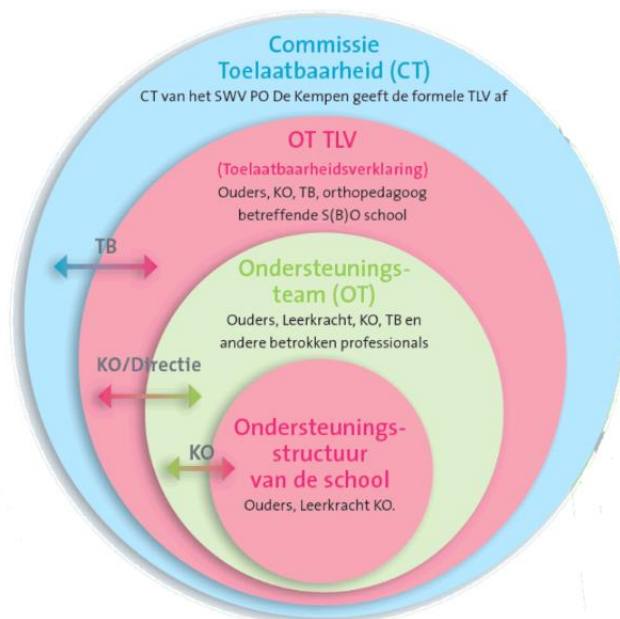 Commissie
Toelaatbaarheid (CT)
CT van het SWV PO De Kempen geeft de formele TLV af
OT TLV
(Toelaatbaarheidsverklaring)
Ouders, KO, TB, orthopedagoog
betreffende S(B)O school
TB
Ondersteunings-
team (OT)
Ouders, Leerkracht, KO, TB en
andere betrokken professionals
KO/Directie
Ondersteunings-
structuur
van de school
Ouders, Leerkracht KO.
KO